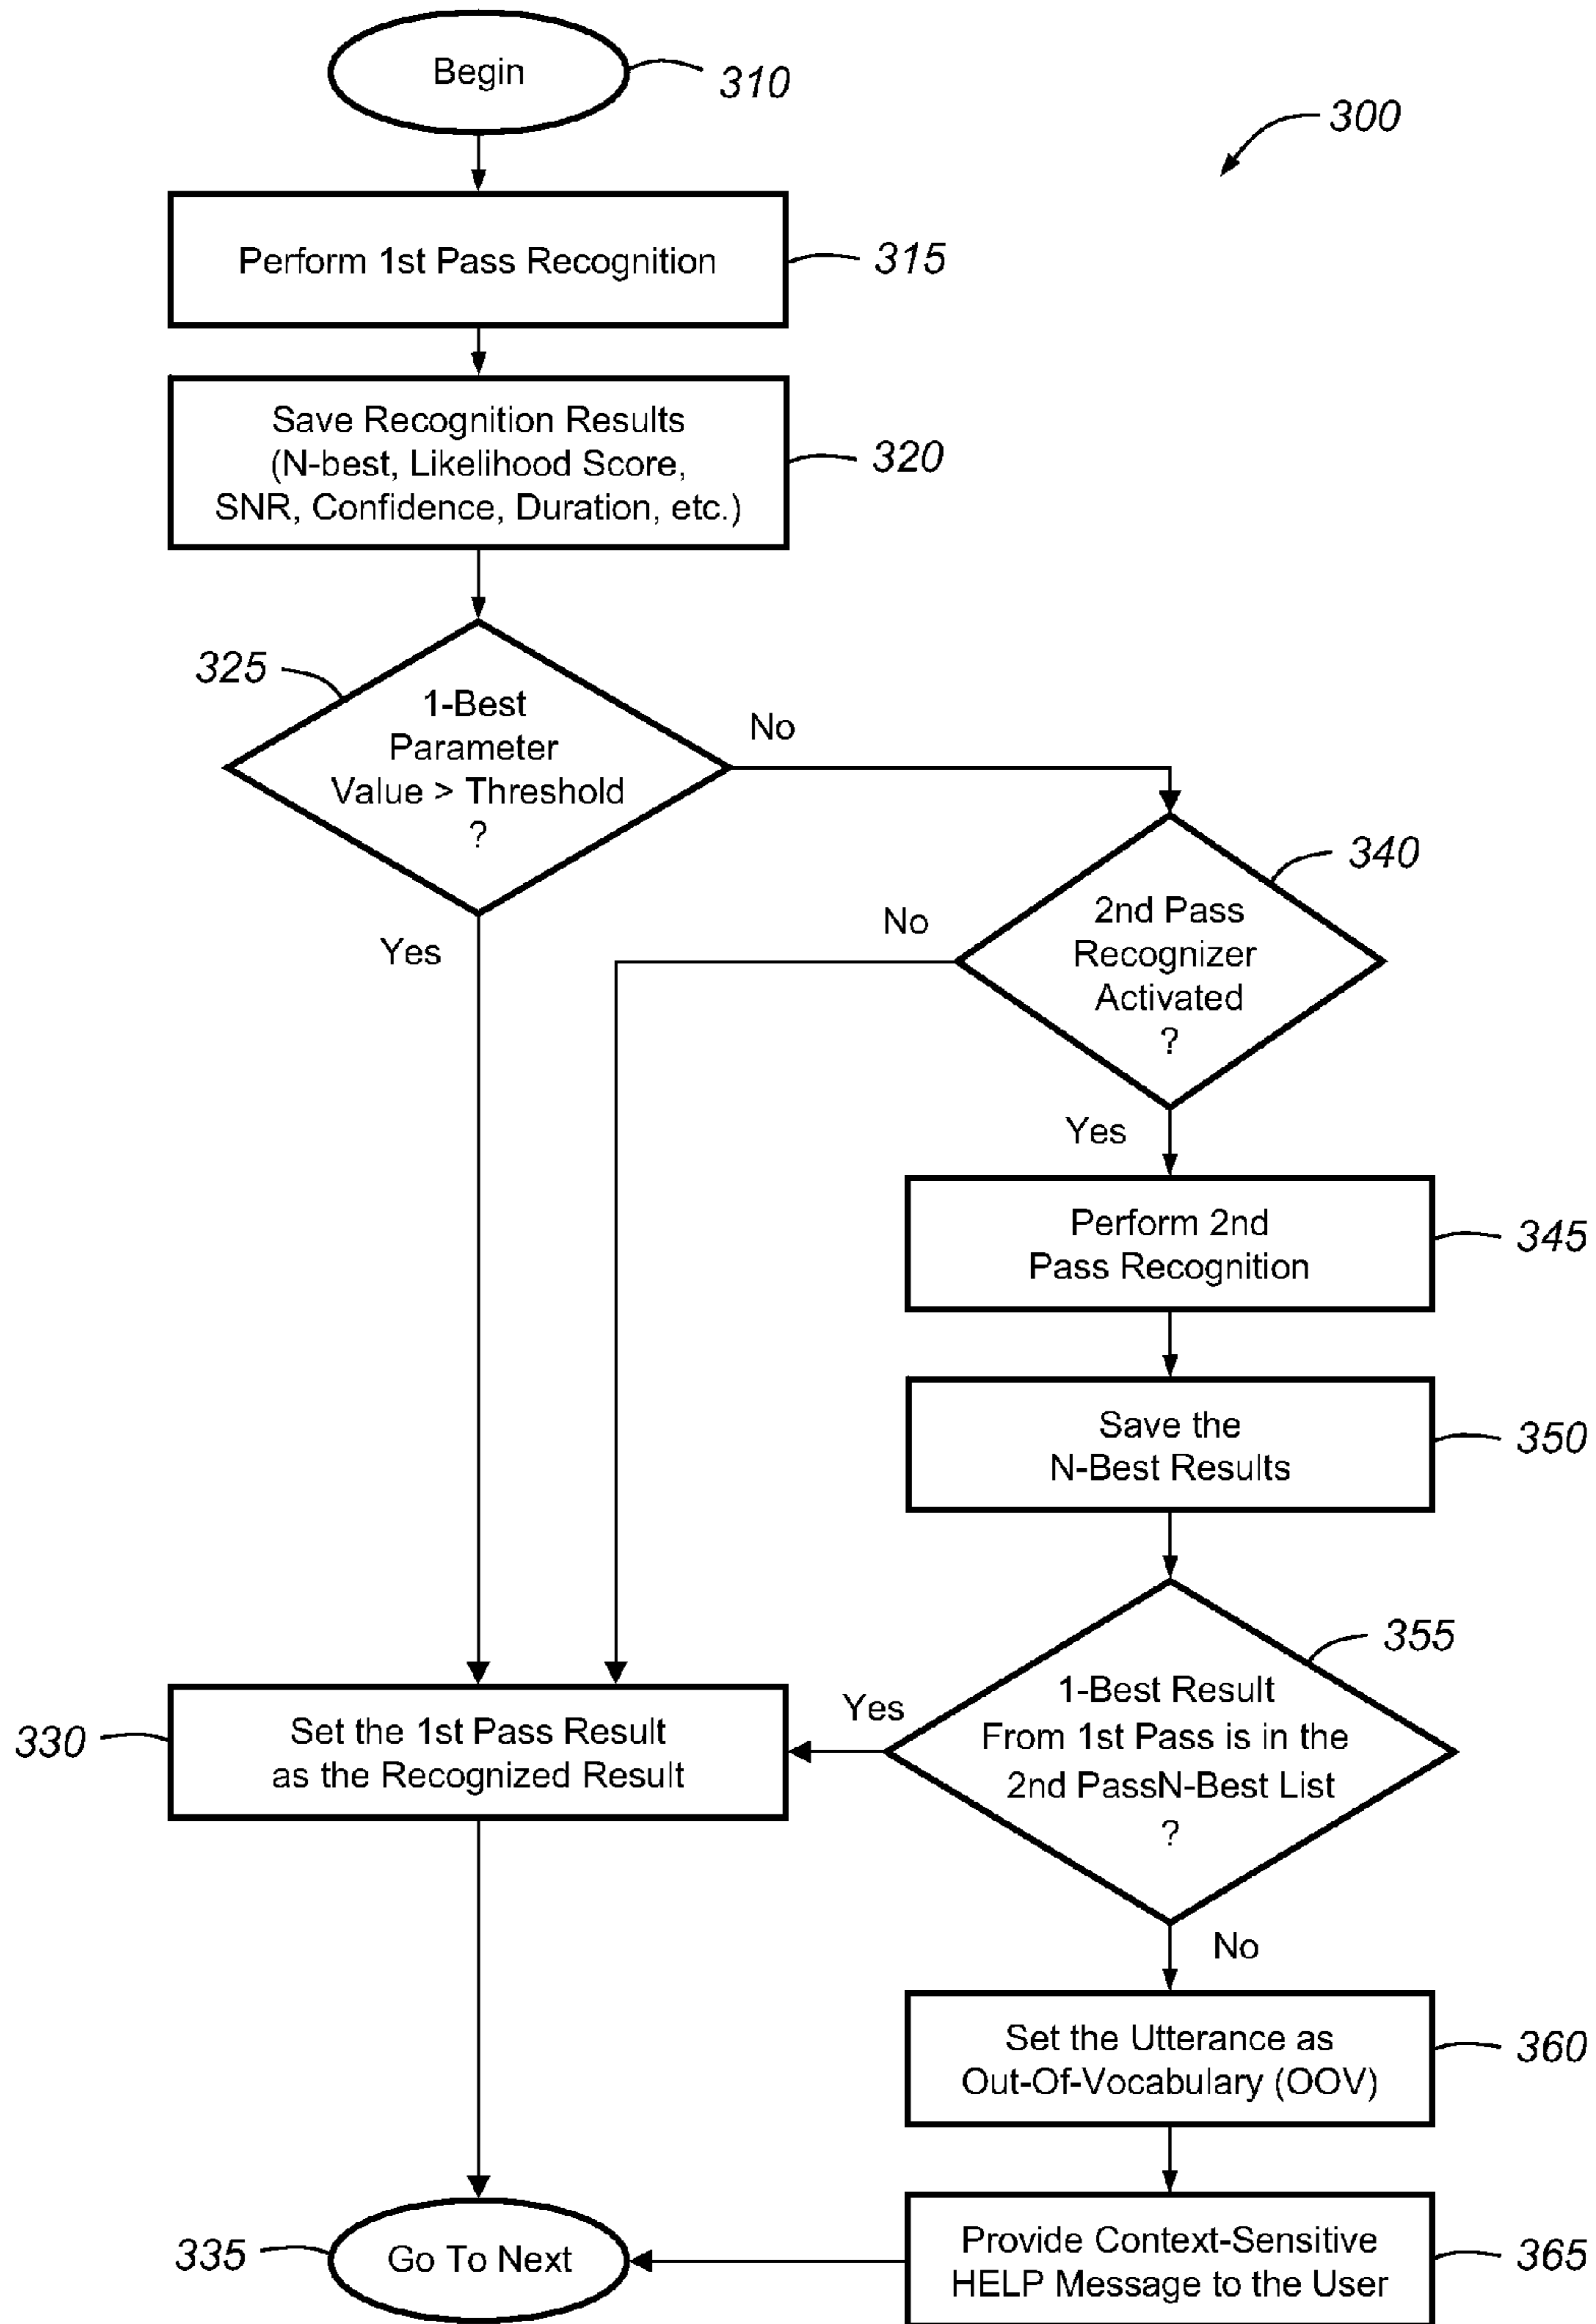 Begin
310
300
Perform 1st Pass Recognition
315
Save Recognition Results
(N-best, Likelihood Score,
SNR, Confidence, Duration, etc.)
320
325
1-Best
Parameter
Value > Threshold
?
No
Yes
340
2nd Pass
Recognizer
Activated
?
No
Yes
Perform 2nd
Pass Recognition
345
Save the
N-Best Results
350
355
1-Best Result
From 1st Pass is in the
2nd PassN-Best List
?
Yes
No
330
Set the 1st Pass Result
as the Recognized Result
Set the Utterance as
Out-Of-Vocabulary (OOV)
360
335
Go To Next
Provide Context-Sensitive
HELP Message to the User
365